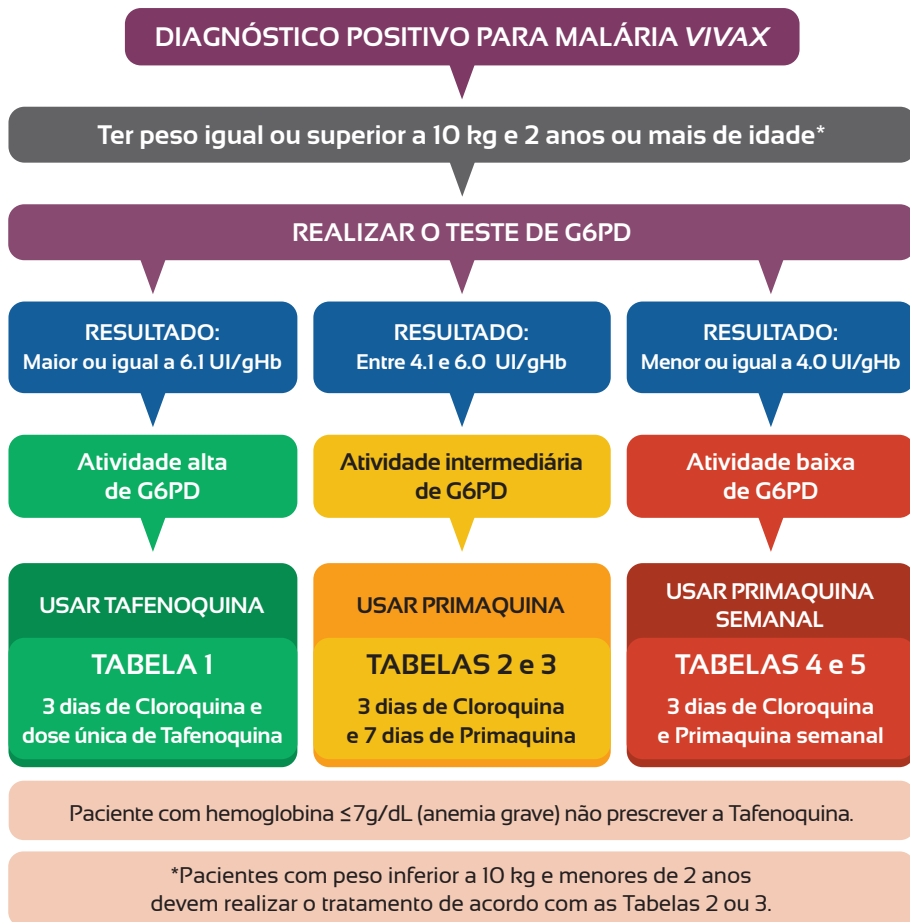 DIAGNÓSTICO POSITIVO PARA MALÁRIA VIVAX
Ter peso igual ou superior a 10 kg e 2 anos ou mais de idade*
REALIZAR O TESTE DE G6PD
RESULTADO:
Maior ou igual a 6.1 UI/gHb
RESULTADO:
Entre 4.1 e 6.0 UI/gHb
RESULTADO:
Menor ou igual a 4.0 UI/gHb
Atividade alta
de G6PD
Atividade intermediária
de G6PD
Atividade baixa
de G6PD
USAR TAFENOQUINA
TABELA 1
3 dias de Cloroquina e
dose única de Tafenoquina
USAR PRIMAQUINA
TABELAS 2 e 3
3 dias de Cloroquina
e 7 dias de Primaquina
USAR PRIMAQUINA
SEMANAL
TABELAS 4 e 5
3 dias de Cloroquina
e Primaquina semanal
Paciente com hemoglobina ≤7g/dL (anemia grave) não prescrever a Tafenoquina.
*Pacientes com peso inferior a 10 kg e menores de 2 anos
devem realizar o tratamento de acordo com as Tabelas 2 ou 3.